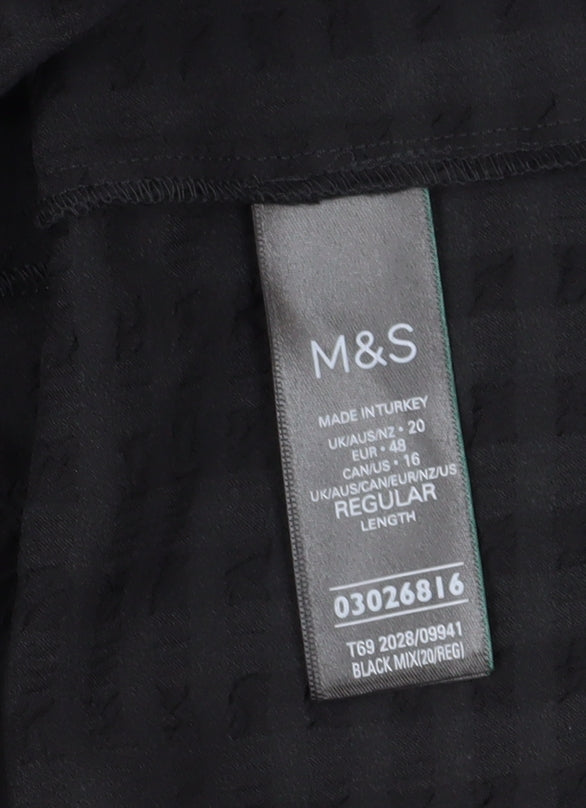 M&S
MADE IN TURKEY
UK/AUS/NZ • 20
EUR • 48
CAN/US • 16
UK/AUS/CAN/EUR/NZ/US
REGULAR
LENGTH
03026816
T69 2028/09941
BLACK MIX(20/REG)